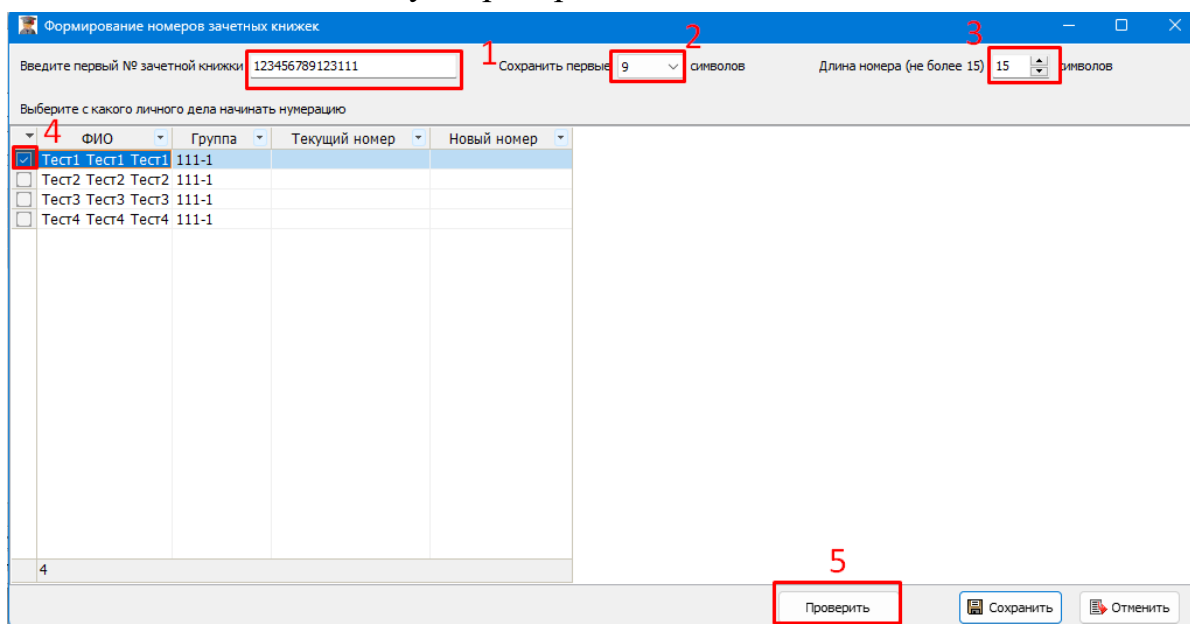 Формирование номеров зачетных книжек
1 2 3
Введите первый № зачетной книжки 123456789123111 Сохранить первые 9 символов Длина номера (не более 15) 15 символов
Выберите с какого личного дела начинать нумерацию
4 ФИО Группа Текущий номер Новый номер
Тест1 Тест1 Тест1 111-1
Тест2 Тест2 Тест2 111-1
Тест3 Тест3 Тест3 111-1
Тест4 Тест4 Тест4 111-1
4
5
Проверить Сохранить Отменить